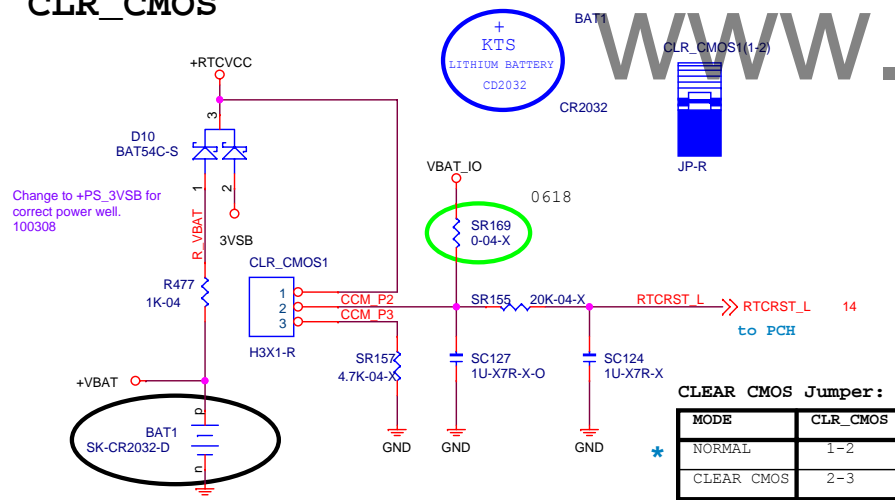 CLR_CMOS
www.
+RTCVCC
3
D10
BAT54C-S
1
2
R_VBAT
3VSB
Change to +PS_3VSB for
correct power well.
100308
R477
1K-04
+VBAT
p
BAT1
SK-CR2032-D
n
+
KTS
LITHIUM BATTERY
CD2032
BAT1
CR2032
CLR_CMOS1(1-2)
JP-R
VBAT_IO
0618
SR169
0-04-X
CLR_CMOS1
1
2
3
H3X1-R
CCM_P2
CCM_P3
SR155
20K-04-X
RTCRST_L
RTCRST_L
14
to PCH
SR157
4.7K-04-X
SC127
1U-X7R-X-O
SC124
1U-X7R-X
GND
GND
GND
CLEAR CMOS Jumper:
MODE CLR_CMOS
* NORMAL 1-2
CLEAR CMOS 2-3